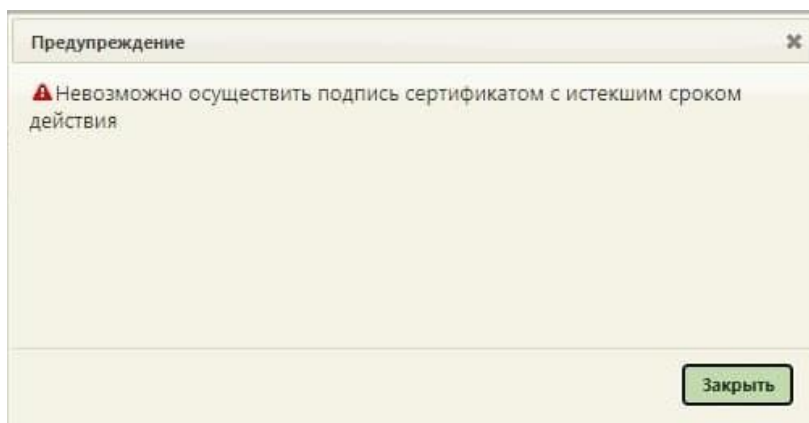 Предупреждение
Невозможно осуществить подпись сертификатом с истекшим сроком
действия
Закрыть